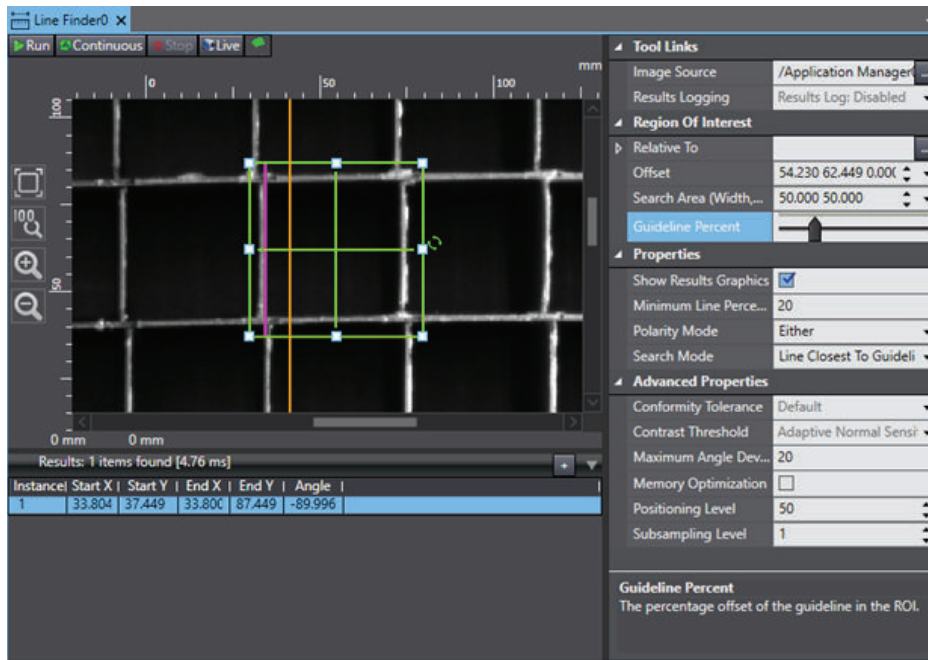 Line Finder0
Run Continuous Stop Live
Tool Links
Image Source /Application Manager
Results Logging Results Log: Disabled
Region Of Interest
Relative To
Offset 54.230 62.449 0.000
Search Area (Width,... 50.000 50.000
Guideline Percent
Properties
Show Results Graphics
Minimum Line Perce... 20
Polarity Mode Either
Search Mode Line Closest To Guideli
Advanced Properties
Conformity Tolerance Default
Contrast Threshold Adaptive Normal Sensi
Maximum Angle Dev... 20
Memory Optimization
Positioning Level 50
Subsampling Level 1
Guideline Percent
The percentage offset of the guideline in the ROI.
mm
0 50 100
100
50
100
0 mm 0 mm
Results: 1 items found [4.76 ms]
Instance Start X Start Y End X End Y Angle
1 33.804 37.449 33.800 87.449 -89.996